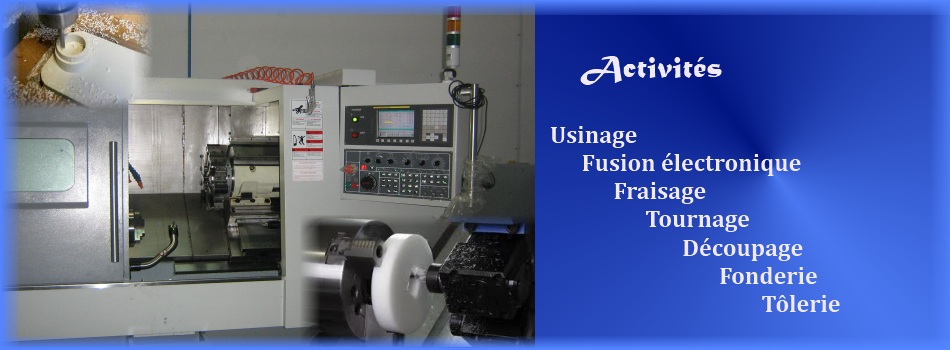 Activités
Usinage
Fusion électronique
Fraisage
Tournage
Découpage
Fonderie
Tôlerie